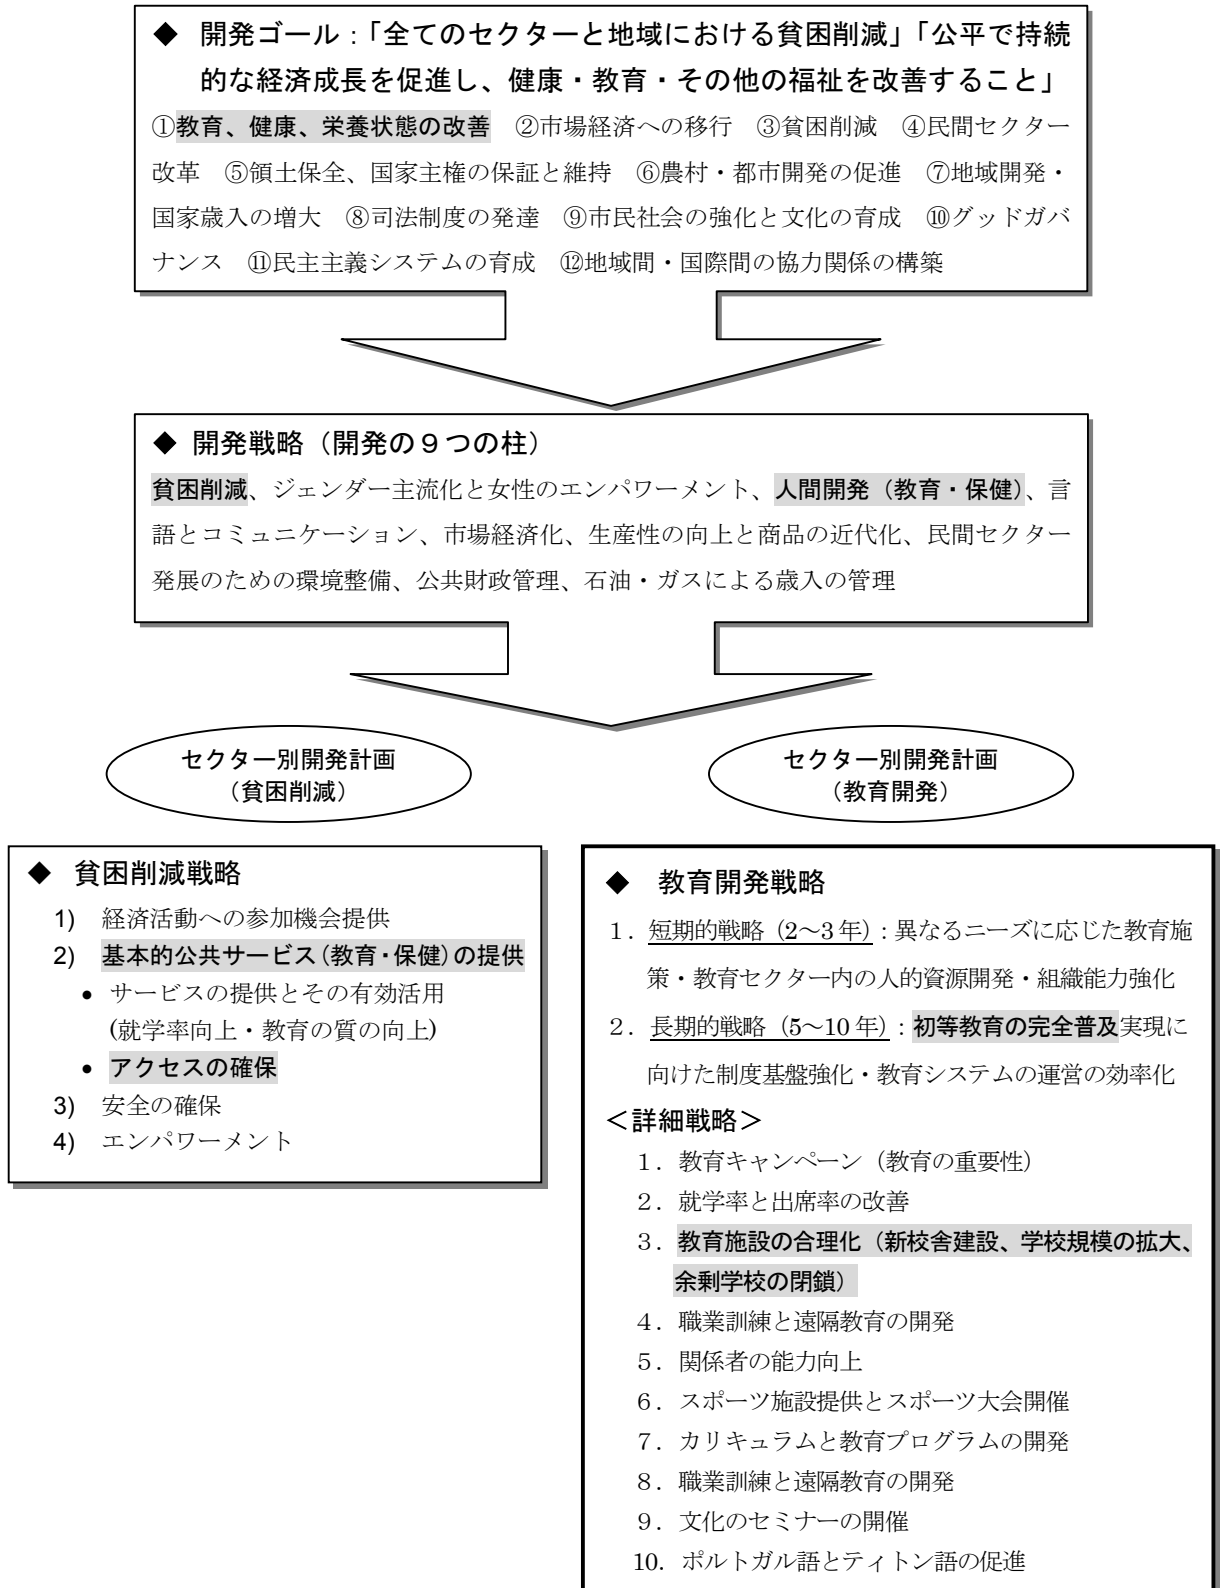 ◆ 開発ゴール：「全てのセクターと地域における貧困削減」「公平で持続
的な経済成長を促進し、健康・教育・その他の福祉を改善すること」
①教育、健康、栄養状態の改善　②市場経済への移行　③貧困削減　④民間セクター
改革　⑤領土保全、国家主権の保証と維持　⑥農村・都市開発の促進　⑦地域開発・
国家歳入の増大　⑧司法制度の発達　⑨市民社会の強化と文化の育成　⑩グッドガバ
ナンス　⑪民主主義システムの育成　⑫地域間・国際間の協力関係の構築
◆ 開発戦略（開発の９つの柱）
貧困削減、ジェンダー主流化と女性のエンパワーメント、人間開発（教育・保健）、言
語とコミュニケーション、市場経済化、生産性の向上と商品の近代化、民間セクター
発展のための環境整備、公共財政管理、石油・ガスによる歳入の管理
セクター別開発計画
（貧困削減）
セクター別開発計画
（教育開発）
◆ 貧困削減戦略
1) 経済活動への参加機会提供
2) 基本的公共サービス（教育・保健）の提供
• サービスの提供とその有効活用
(就学率向上・教育の質の向上)
• アクセスの確保
3) 安全の確保
4) エンパワーメント
◆ 教育開発戦略
１．短期的戦略（2～3 年）：異なるニーズに応じた教育施
策・教育セクター内の人的資源開発・組織能力強化
２．長期的戦略（5～10 年）：初等教育の完全普及実現に
向けた制度基盤強化・教育システムの運営の効率化
＜詳細戦略＞
１．教育キャンペーン（教育の重要性）
２．就学率と出席率の改善
３．教育施設の合理化（新校舎建設、学校規模の拡大、
余剰学校の閉鎖）
４．職業訓練と遠隔教育の開発
５．関係者の能力向上
６．スポーツ施設提供とスポーツ大会開催
７．カリキュラムと教育プログラムの開発
８．職業訓練と遠隔教育の開発
９．文化のセミナーの開催
10．ポルトガル語とティトン語の促進